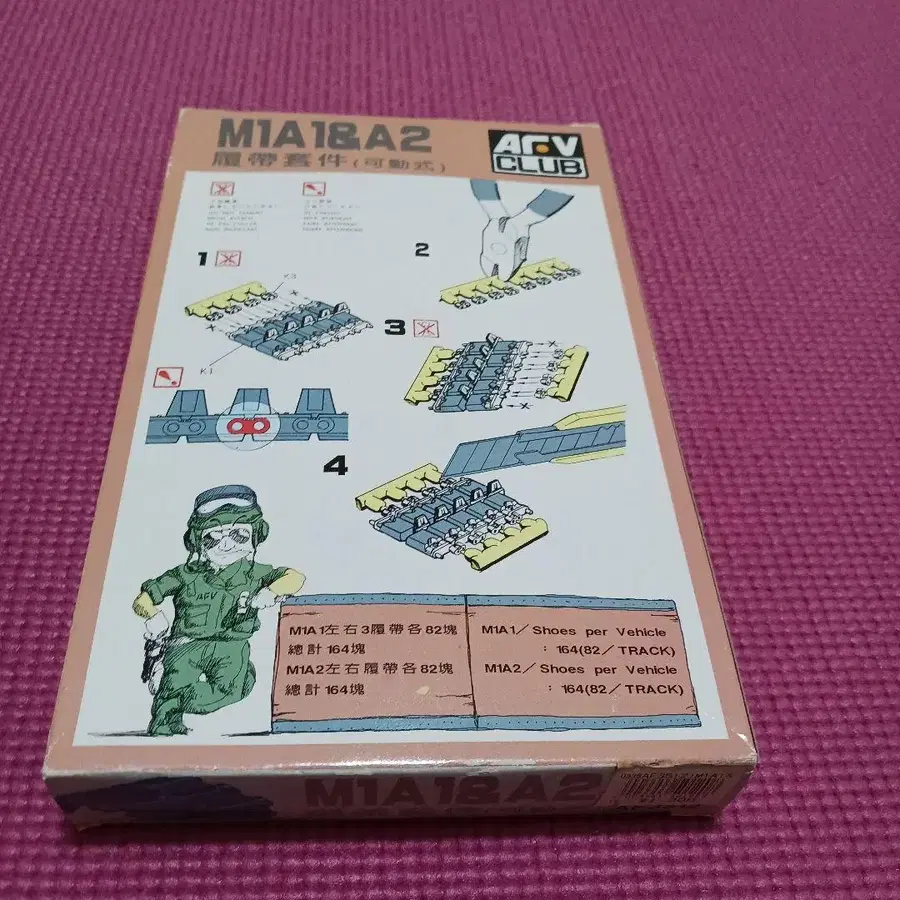 M1A1&A2
AFV
CLUB
履帶套件(可動式)
1
K3
K1
2
3
4
AFV
M1A1左右3履帶各82塊
總計164塊
M1A2左右履帶各82塊
總計164塊
M1A1／Shoes per Vehicle
: 164(82／TRACK)
M1A2／Shoes per Vehicle
: 164(82／TRACK)
M1A1&A2